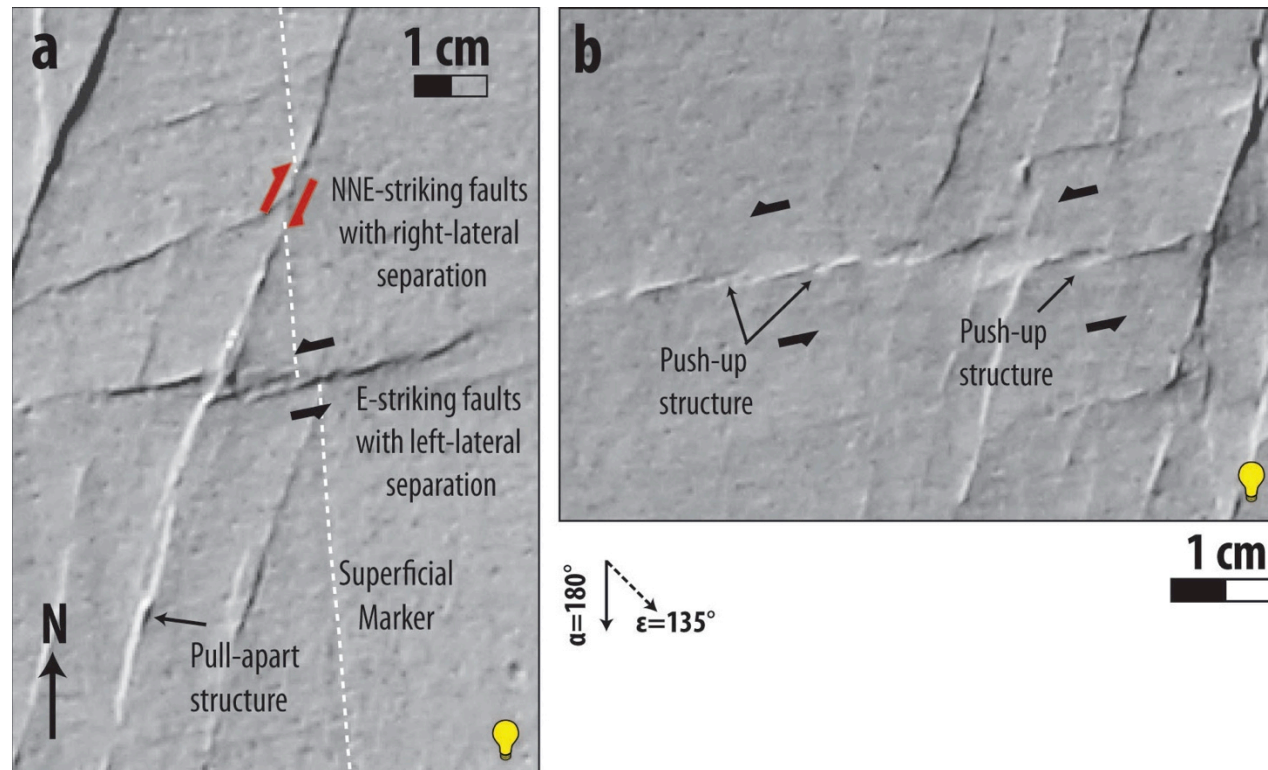 a
1 cm
NNE-striking faults
with right-lateral
separation
E-striking faults
with left-lateral
separation
Superficial
Marker
N
Pull-apart
structure
b
Push-up
structure
Push-up
structure
α=180°
ε=135°
1 cm